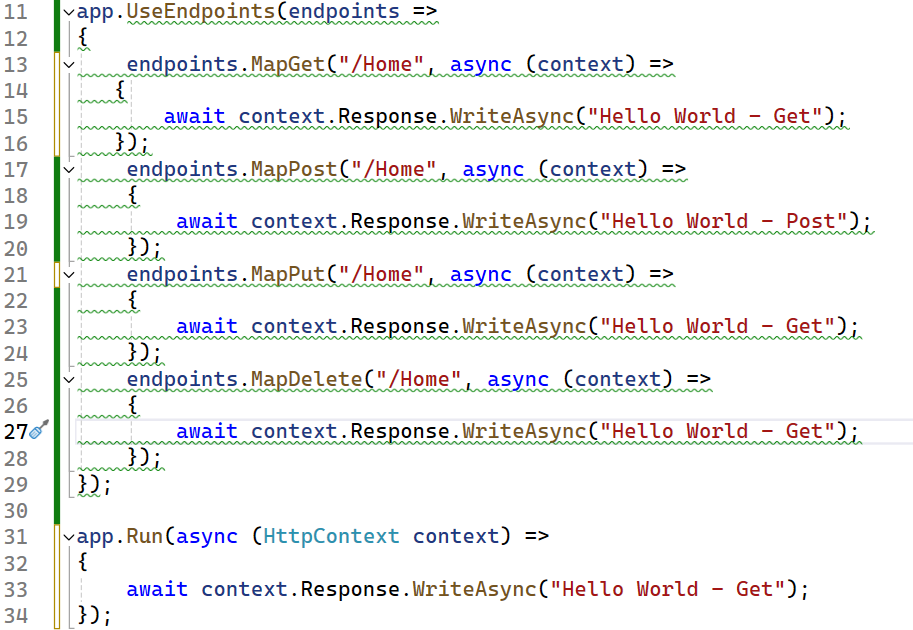 11 app.UseEndpoints(endpoints =>
12 {
13     endpoints.MapGet("/Home", async (context) =>
14    {
15        await context.Response.WriteAsync("Hello World - Get");
16    });
17     endpoints.MapPost("/Home", async (context) =>
18     {
19         await context.Response.WriteAsync("Hello World - Post");
20     });
21     endpoints.MapPut("/Home", async (context) =>
22     {
23         await context.Response.WriteAsync("Hello World - Get");
24     });
25     endpoints.MapDelete("/Home", async (context) =>
26     {
27         await context.Response.WriteAsync("Hello World - Get");
28     });
29 });
30
31 app.Run(async (HttpContext context) =>
32 {
33     await context.Response.WriteAsync("Hello World - Get");
34 });